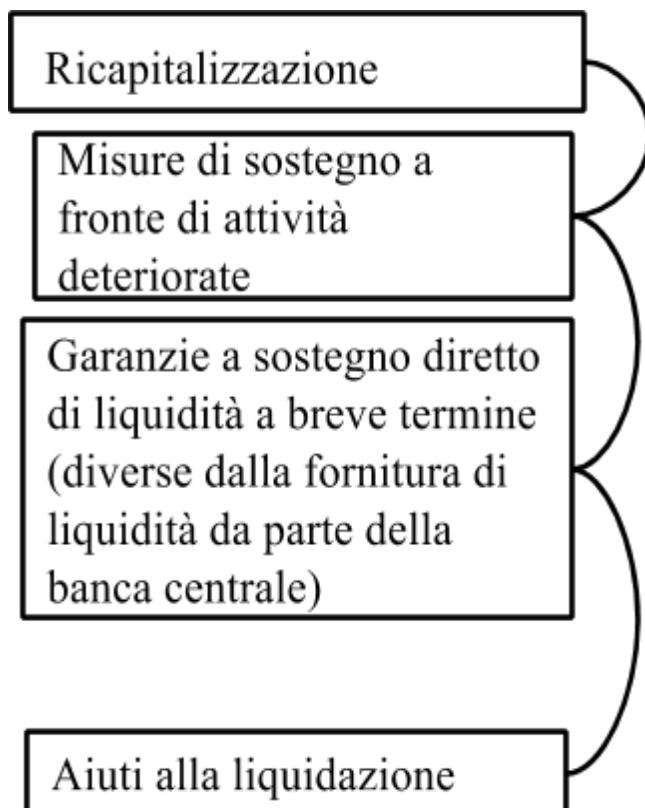 Ricapitalizzazione
Misure di sostegno a
fronte di attività
deteriorate
Garanzie a sostegno diretto
di liquidità a breve termine
(diverse dalla fornitura di
liquidità da parte della
banca centrale)
Aiuti alla liquidazione